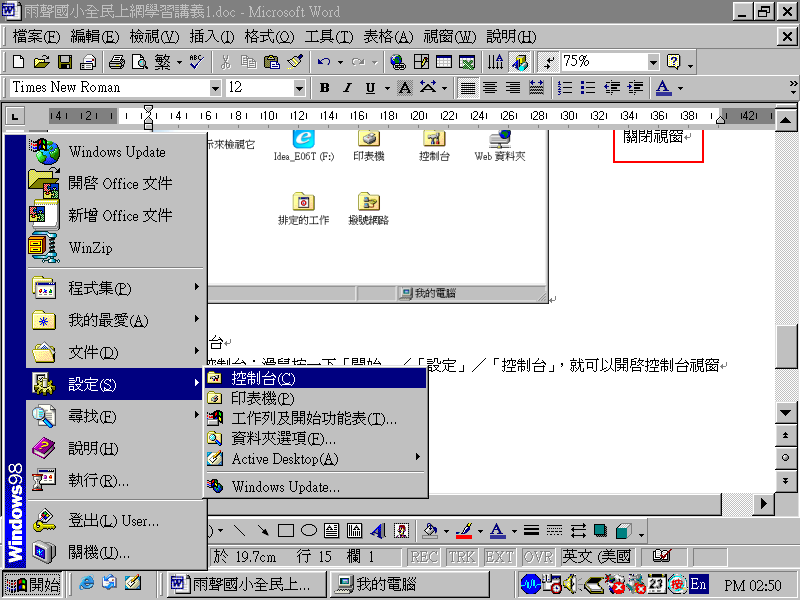 雨聲國小全民上網學習講義1.doc - Microsoft Word
檔案(F) 編輯(E) 檢視(V) 插入(I) 格式(O) 工具(T) 表格(A) 視窗(W) 說明(H)
繁 75%
Times New Roman 12 B I U A A
L 4 2 2 4 6 8 10 12 14 16 18 20 22 24 26 28 30 32 34 36 38 42
Windows Update
開啓 Office 文件
新增 Office 文件
WinZip
程式集(P)
我的最愛(A)
文件(D)
設定(S)
尋找(F)
說明(H)
執行(R)...
登出(L) User...
關機(U)...
Windows98
示來檢視它
Idea_E06T (F:) 印表機 控制台 Web 資料夾
排定的工作 撥號網路
我的電腦
關閉視窗
台
控制台：滑鼠按一下「開始」／「設定」／「控制台」，就可以開啓控制台視窗
控制台(C)
印表機(P)
工作列及開始功能表(T)...
資料夾選項(F)...
Active Desktop(A)
Windows Update...
於 19.7cm 行 15 欄 1 REC TRK EXT OVR 英文 (美國
開始 雨聲國小全民上... 我的電腦 23 En PM 02:50